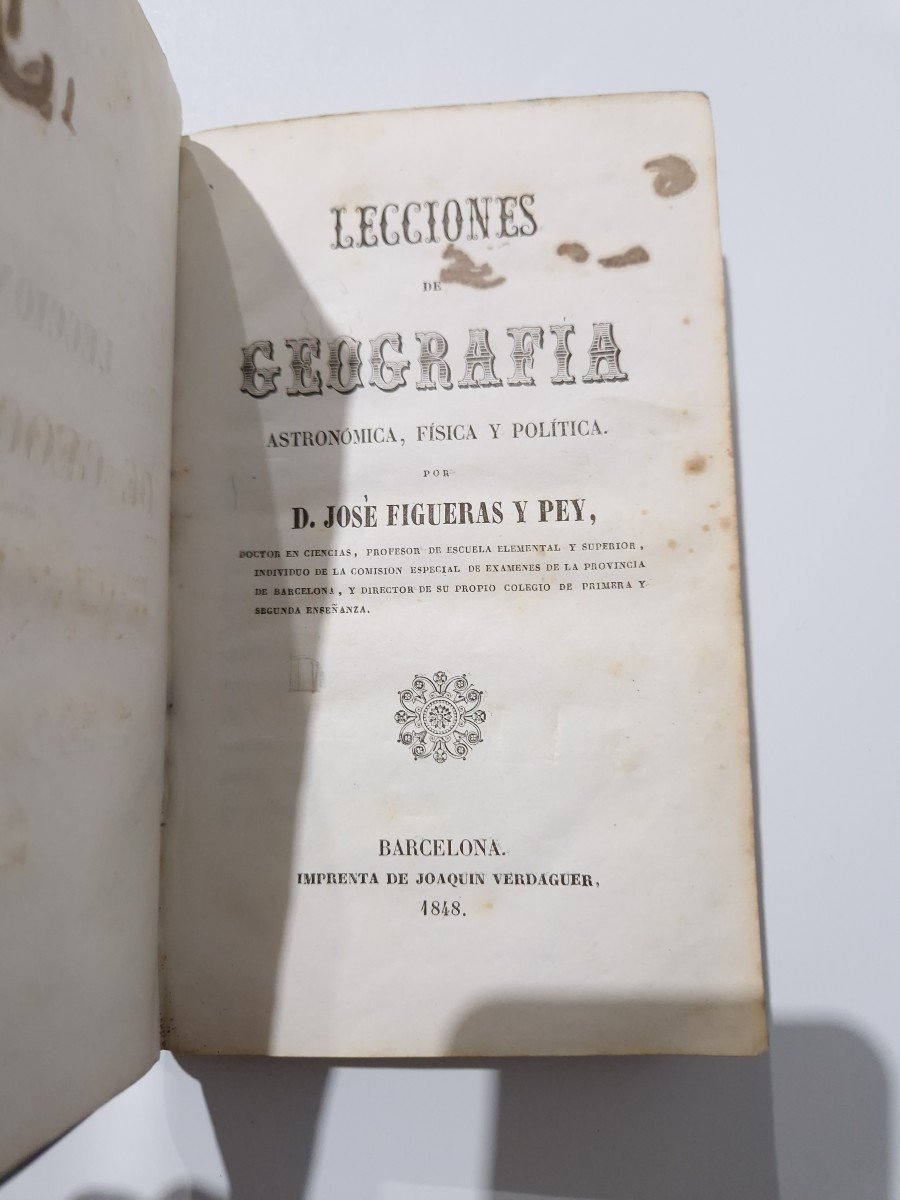 LECCIONES
DE
GEOGRAFIA
ASTRONÓMICA, FÍSICA Y POLÍTICA.
POR
D. JOSÉ FIGUERAS Y PEY,
DOCTOR EN CIENCIAS, PROFESOR DE ESCUELA ELEMENTAL Y SUPERIOR,
INDIVIDUO DE LA COMISION ESPECIAL DE EXAMENES DE LA PROVINCIA
DE BARCELONA, Y DIRECTOR DE SU PROPIO COLEGIO DE PRIMERA Y
SEGUNDA ENSEÑANZA.
BARCELONA.
IMPRENTA DE JOAQUIN VERDAGUER,
1848.